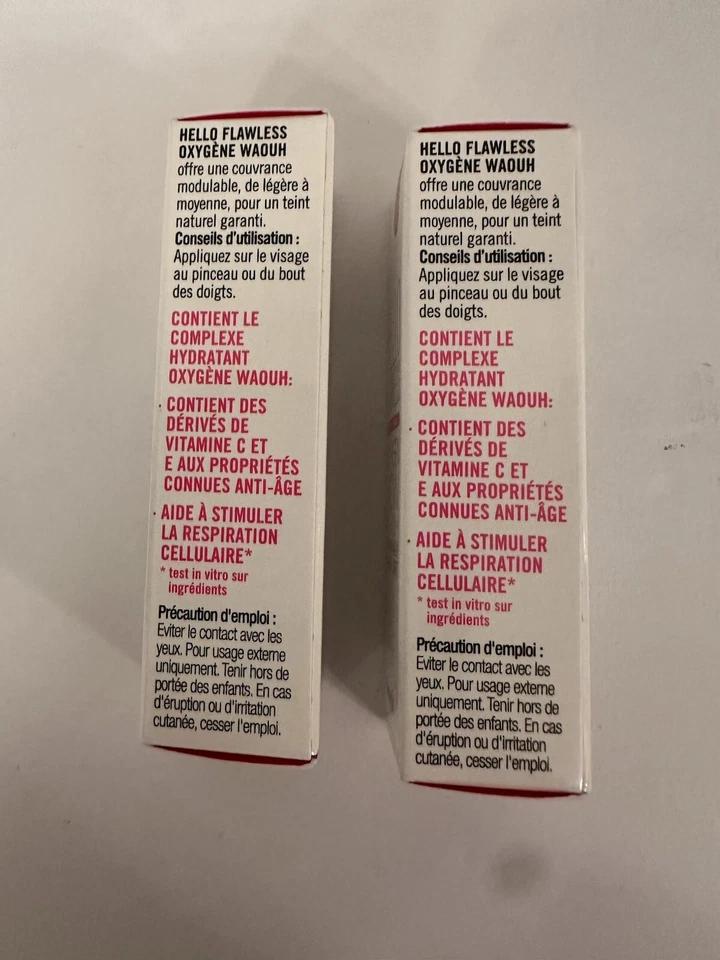 HELLO FLAWLESS
OXYGÈNE WAOUH
offre une couvrance
modulable, de légère à
moyenne, pour un teint
naturel garanti.
Conseils d'utilisation :
Appliquez sur le visage
au pinceau ou du bout
des doigts.
CONTIENT LE
COMPLEXE
HYDRATANT
OXYGÈNE WAOUH:
· CONTIENT DES
DÉRIVÉS DE
VITAMINE C ET
E AUX PROPRIÉTÉS
CONNUES ANTI-ÂGE
· AIDE À STIMULER
LA RESPIRATION
CELLULAIRE*
* test in vitro sur
ingrédients
Précaution d'emploi :
Eviter le contact avec les
yeux. Pour usage externe
uniquement. Tenir hors de
portée des enfants. En cas
d'éruption ou d'irritation
cutanée, cesser l'emploi.
HELLO FLAWLESS
OXYGÈNE WAOUH
offre une couvrance
modulable, de légère à
moyenne, pour un teint
naturel garanti.
Conseils d'utilisation :
Appliquez sur le visage
au pinceau ou du bout
des doigts.
CONTIENT LE
COMPLEXE
HYDRATANT
OXYGÈNE WAOUH:
· CONTIENT DES
DÉRIVÉS DE
VITAMINE C ET
E AUX PROPRIÉTÉS
CONNUES ANTI-ÂGE
· AIDE À STIMULER
LA RESPIRATION
CELLULAIRE*
* test in vitro sur
ingrédients
Précaution d'emploi :
Eviter le contact avec les
yeux. Pour usage externe
uniquement. Tenir hors de
portée des enfants. En cas
d'éruption ou d'irritation
cutanée, cesser l'emploi.